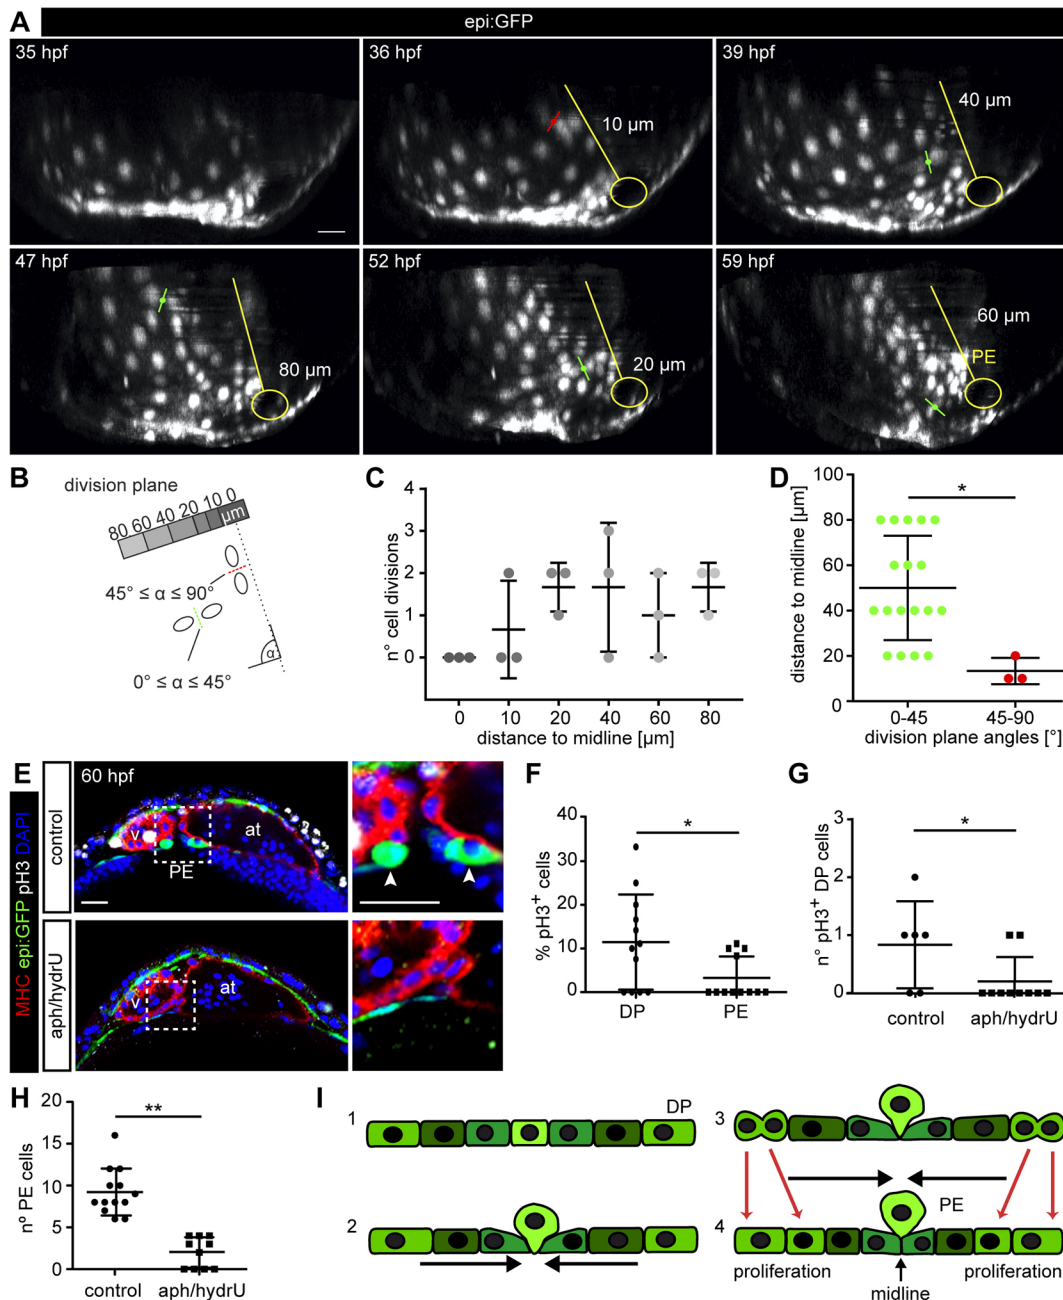 A
epi:GFP
35 hpf
36 hpf
10 µm
39 hpf
40 µm
47 hpf
80 µm
52 hpf
20 µm
59 hpf
60 µm
PE
B
division plane
80 60 40 20 10 0
µm
45° ≤ α ≤ 90°
0° ≤ α ≤ 45°
α
C
n° cell divisions
4
3
2
1
0
0 10 20 40 60 80
distance to midline [µm]
D
distance to midline [µm]
100
80
60
40
20
0
*
0-45 45-90
division plane angles [°]
E
MHC epi:GFP pH3 DAPI
control
60 hpf
v
at
PE
aph/hydrU
v
at
F
% pH3+ cells
40
30
20
10
0
*
DP PE
G
n° pH3+ DP cells
4
3
2
1
0
*
control aph/hydrU
H
nº PE cells
20
15
10
5
0
**
control aph/hydrU
I
1
DP
2
3
PE
4
proliferation
midline
proliferation